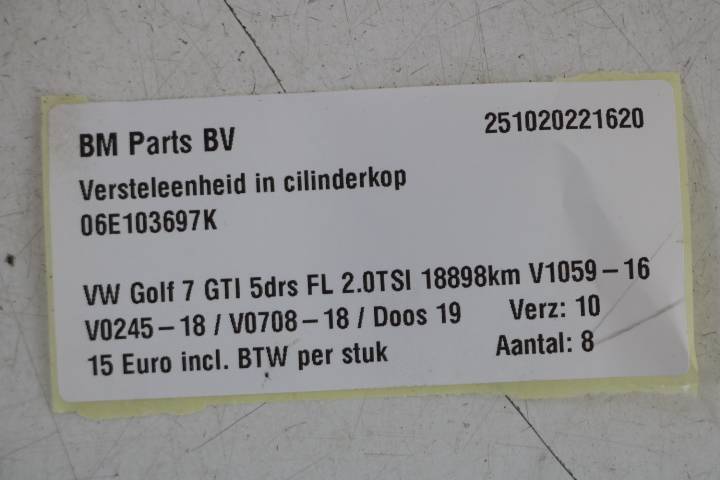 BM Parts BV 251020221620
Versteleenheid in cilinderkop
06E103697K
VW Golf 7 GTI 5drs FL 2.0TSI 18898km V1059-16
V0245-18 / V0708-18 / Doos 19 Verz: 10
15 Euro incl. BTW per stuk Aantal: 8